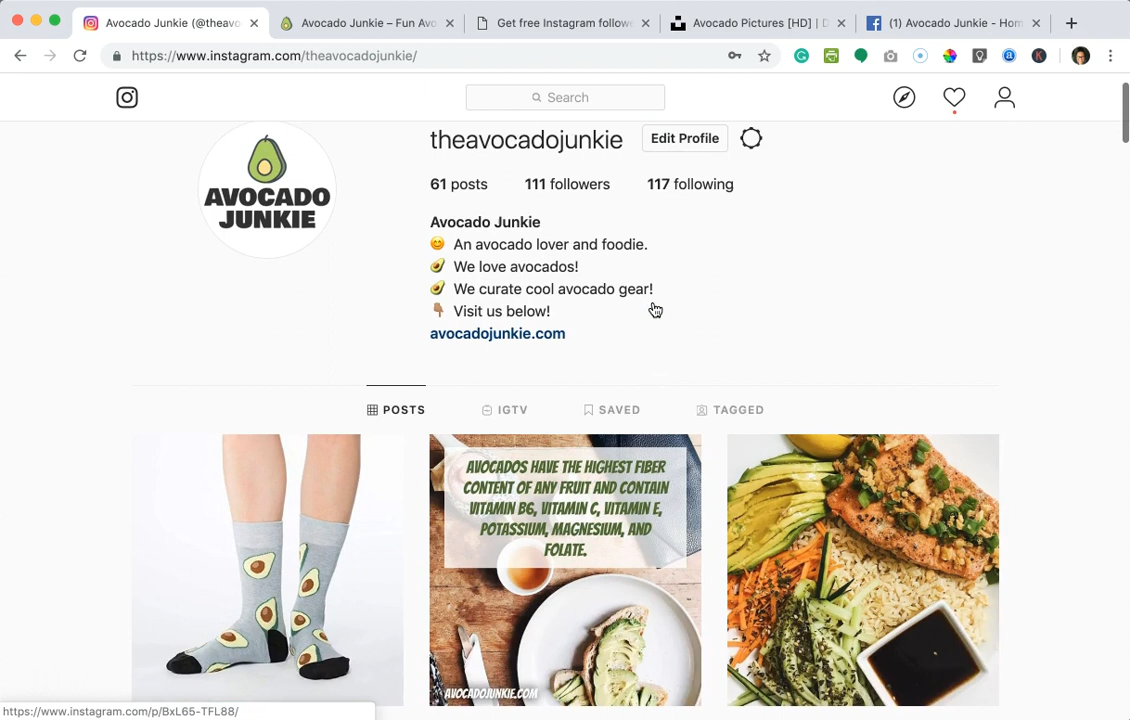 Avocado Junkie (@theavo
Avocado Junkie – Fun Avo
Get free Instagram followe
Avocado Pictures [HD] | D
(1) Avocado Junkie - Hom
https://www.instagram.com/theavocadojunkie/
Search
theavocadojunkie
Edit Profile
61 posts 111 followers 117 following
AVOCADO
JUNKIE
Avocado Junkie
😊 An avocado lover and foodie.
🥑 We love avocados!
🥑 We curate cool avocado gear!
👇🏽 Visit us below!
avocadojunkie.com
POSTS IGTV SAVED TAGGED
AVOCADOS HAVE THE HIGHEST FIBER
CONTENT OF ANY FRUIT AND CONTAIN
VITAMIN B6, VITAMIN C, VITAMIN E,
POTASSIUM, MAGNESIUM, AND
FOLATE.
AVOCADOJUNKIE.COM
https://www.instagram.com/p/BxL65-TFL88/